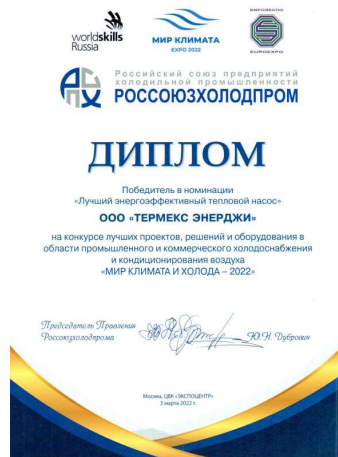 worldskills
Russia
МИР КЛИМАТА
EXPO 2022
ЕВРОЭКСПО
EUROEXPO
Российский союз предприятий
холодильной промышленности
РОССОЮЗХОЛОДПРОМ
ДИПЛОМ
Победитель в номинации
«Лучший энергоэффективный тепловой насос»
ООО «ТЕРМЕКС ЭНЕРДЖИ»
на конкурсе лучших проектов, решений и оборудования в
области промышленного и коммерческого холодоснабжения
и кондиционирования воздуха
«МИР КЛИМАТА И ХОЛОДА – 2022»
Председатель Правления
Россоюзхолодпрома
Ю.Н. Дубровин
Москва, ЦВК «ЭКСПОЦЕНТР»
3 марта 2022 г.